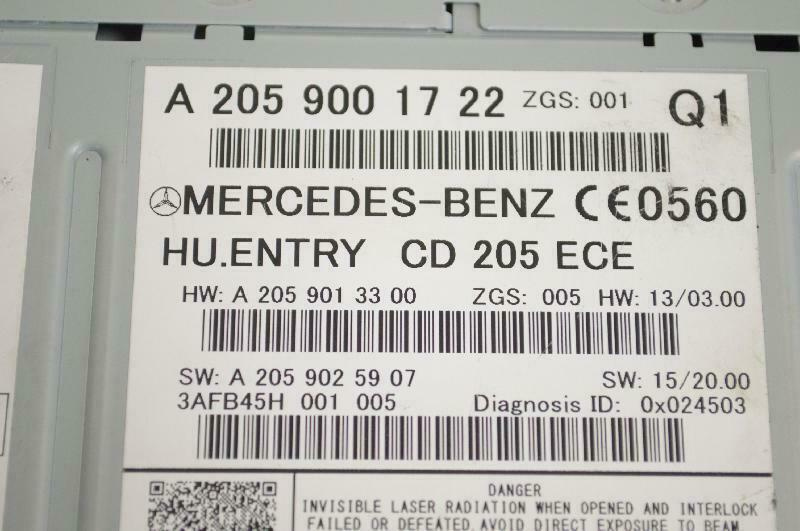 A 205 900 17 22 ZGS: 001 Q1
MERCEDES-BENZ CE0560
HU.ENTRY CD 205 ECE
HW: A 205 901 33 00 ZGS: 005 HW: 13/03.00
SW: A 205 902 59 07 SW: 15/20.00
3AFB45H 001 005 Diagnosis ID: 0x024503
DANGER
INVISIBLE LASER RADIATION WHEN OPENED AND INTERLOCK
FAILED OR DEFEATED. AVOID DIRECT EXPOSURE TO BEAM